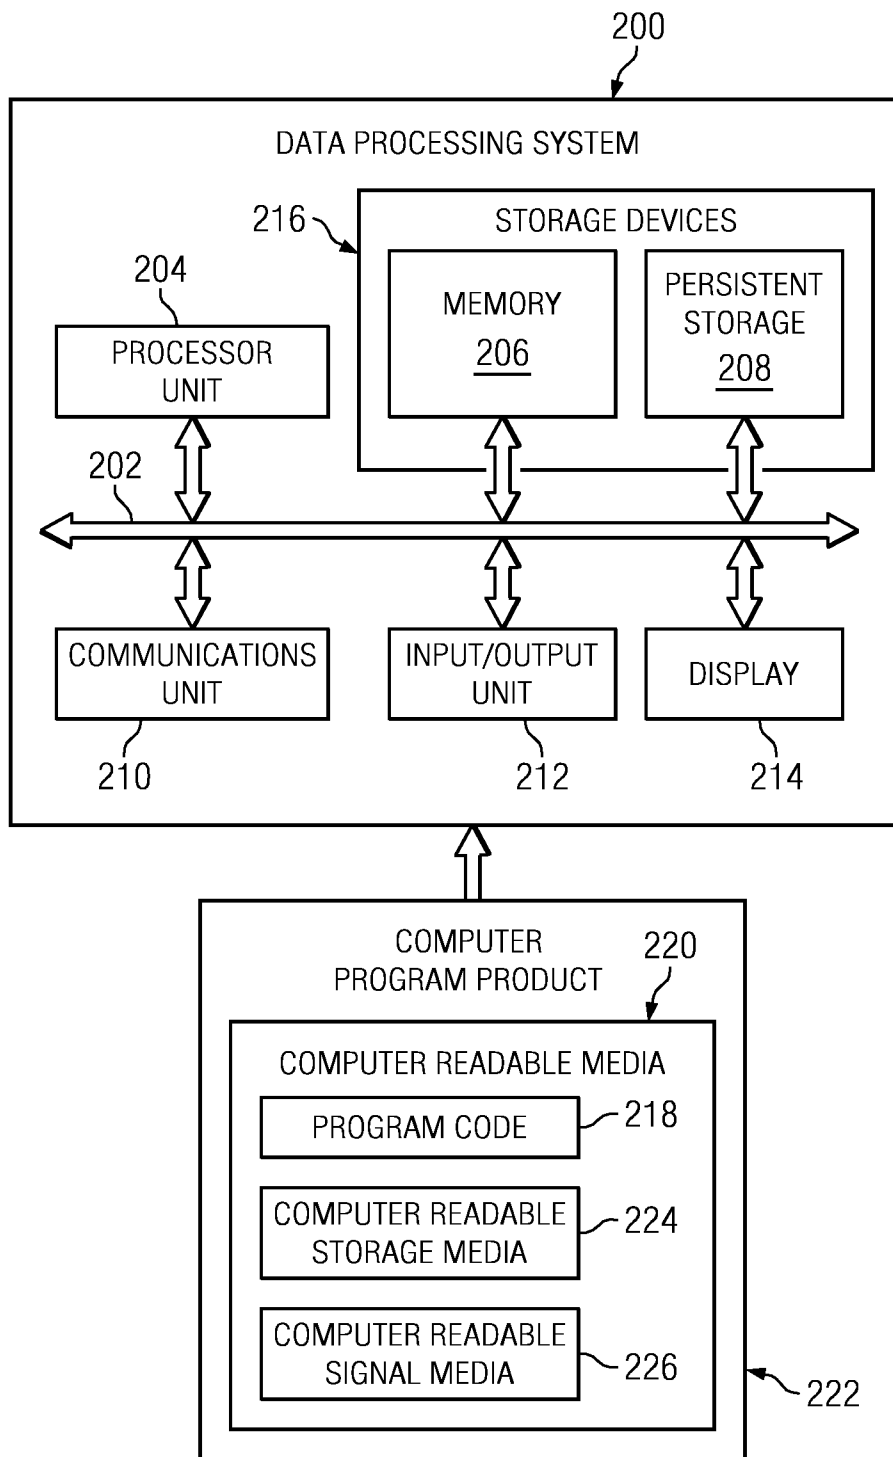 200
DATA PROCESSING SYSTEM
216
STORAGE DEVICES
204
PROCESSOR
UNIT
MEMORY
206
PERSISTENT
STORAGE
208
202
COMMUNICATIONS
UNIT
INPUT/OUTPUT
UNIT
DISPLAY
210
212
214
COMPUTER
PROGRAM PRODUCT
220
COMPUTER READABLE MEDIA
PROGRAM CODE
218
COMPUTER READABLE
STORAGE MEDIA
224
COMPUTER READABLE
SIGNAL MEDIA
226
222